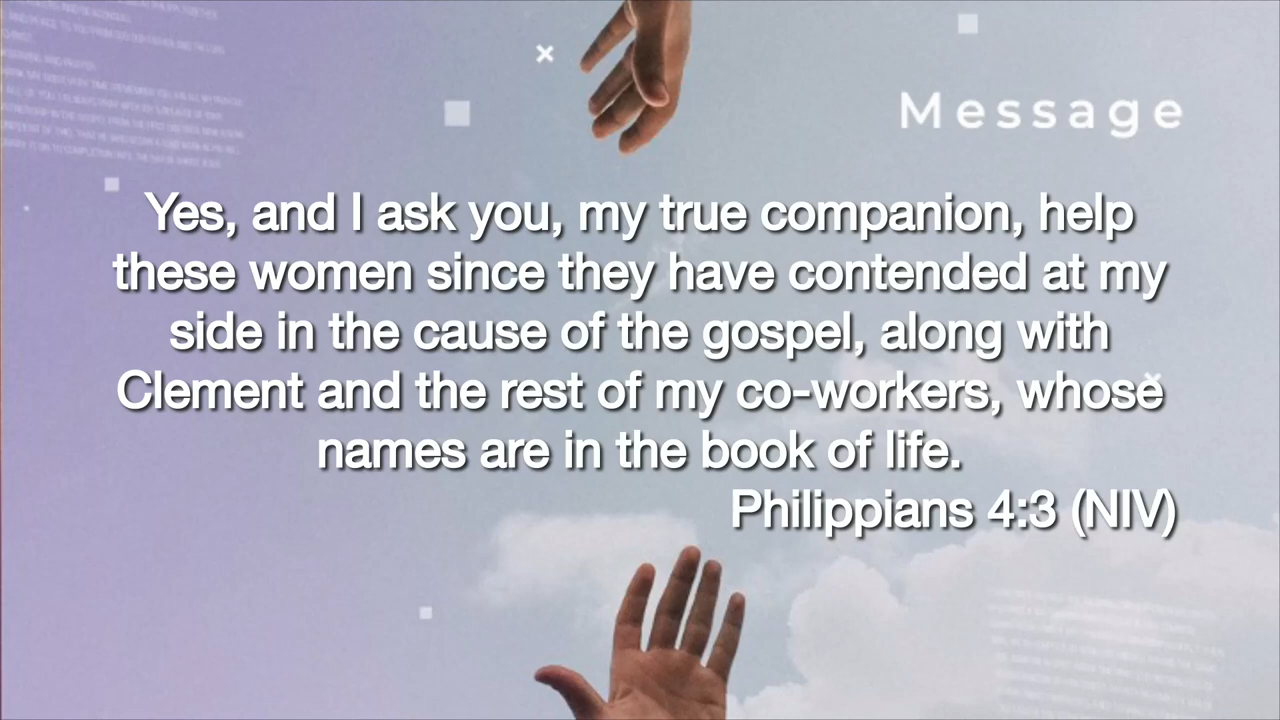 Message
Yes, and I ask you, my true companion, help
these women since they have contended at my
side in the cause of the gospel, along with
Clement and the rest of my co-workers, whose
names are in the book of life.
Philippians 4:3 (NIV)